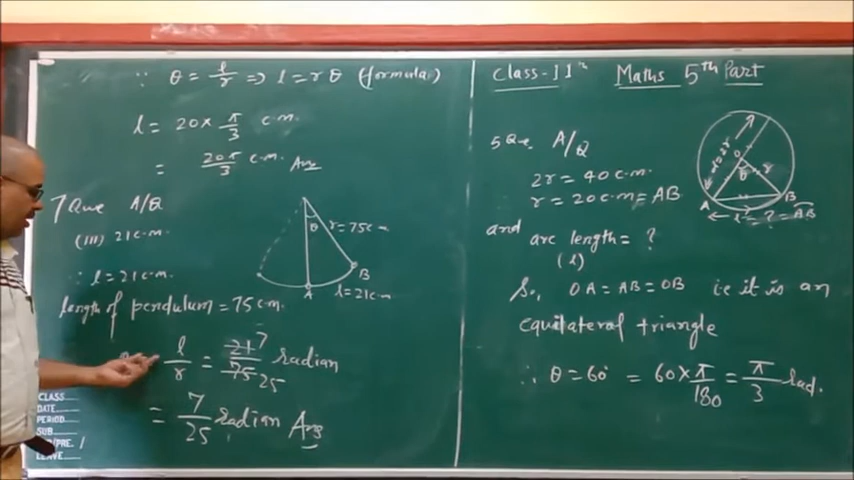 Class-11th Maths 5th Part
5 Que. A/Q
2r = 40 c.m.
r = 20 c.m = AB
and arc length = ?
(l)
So, OA = AB = OB i.e it is an
equilateral triangle
∴ θ = 60° = 60 × π/180 = π/3 rad.
O
θ
r
A
B
← l = ? = AB
∵ θ = l/r => l = r θ (formula)
l = 20 × π/3 c.m.
= 20π/3 c.m. Ans
7 Que A/Q
(iii) 21 c.m.
∴ l = 21 c.m.
length of pendulum = 75 c.m.
l/r = 21/75 7/25 radian
= 7/25 radian Ans
θ
r = 75 c.m
A
B
l = 21 c.m
CLASS
DATE
PERIOD
SUB
/PRE. /
LEAVE